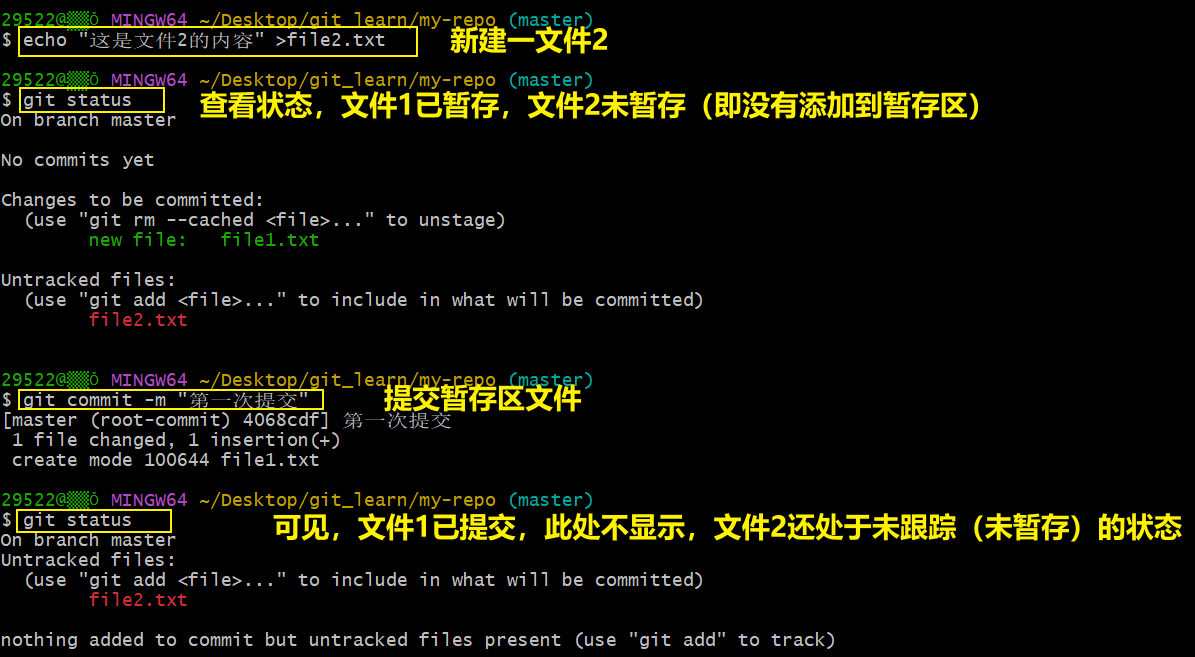 29522@▒▒ŏ MINGW64 ~/Desktop/git_learn/my-repo (master)
$ echo "这是文件2的内容" >file2.txt 新建一文件2
29522@▒▒ŏ MINGW64 ~/Desktop/git_learn/my-repo (master)
$ git status 查看状态，文件1已暂存，文件2未暂存（即没有添加到暂存区）
On branch master
No commits yet
Changes to be committed:
(use "git rm --cached <file>..." to unstage)
new file:   file1.txt
Untracked files:
(use "git add <file>..." to include in what will be committed)
file2.txt
29522@▒▒ŏ MINGW64 ~/Desktop/git_learn/my-repo (master)
$ git commit -m "第一次提交" 提交暂存区文件
[master (root-commit) 4068cdf] 第一次提交
1 file changed, 1 insertion(+)
create mode 100644 file1.txt
29522@▒▒ŏ MINGW64 ~/Desktop/git_learn/my-repo (master)
$ git status 可见，文件1已提交，此处不显示，文件2还处于未跟踪（未暂存）的状态
On branch master
Untracked files:
(use "git add <file>..." to include in what will be committed)
file2.txt
nothing added to commit but untracked files present (use "git add" to track)